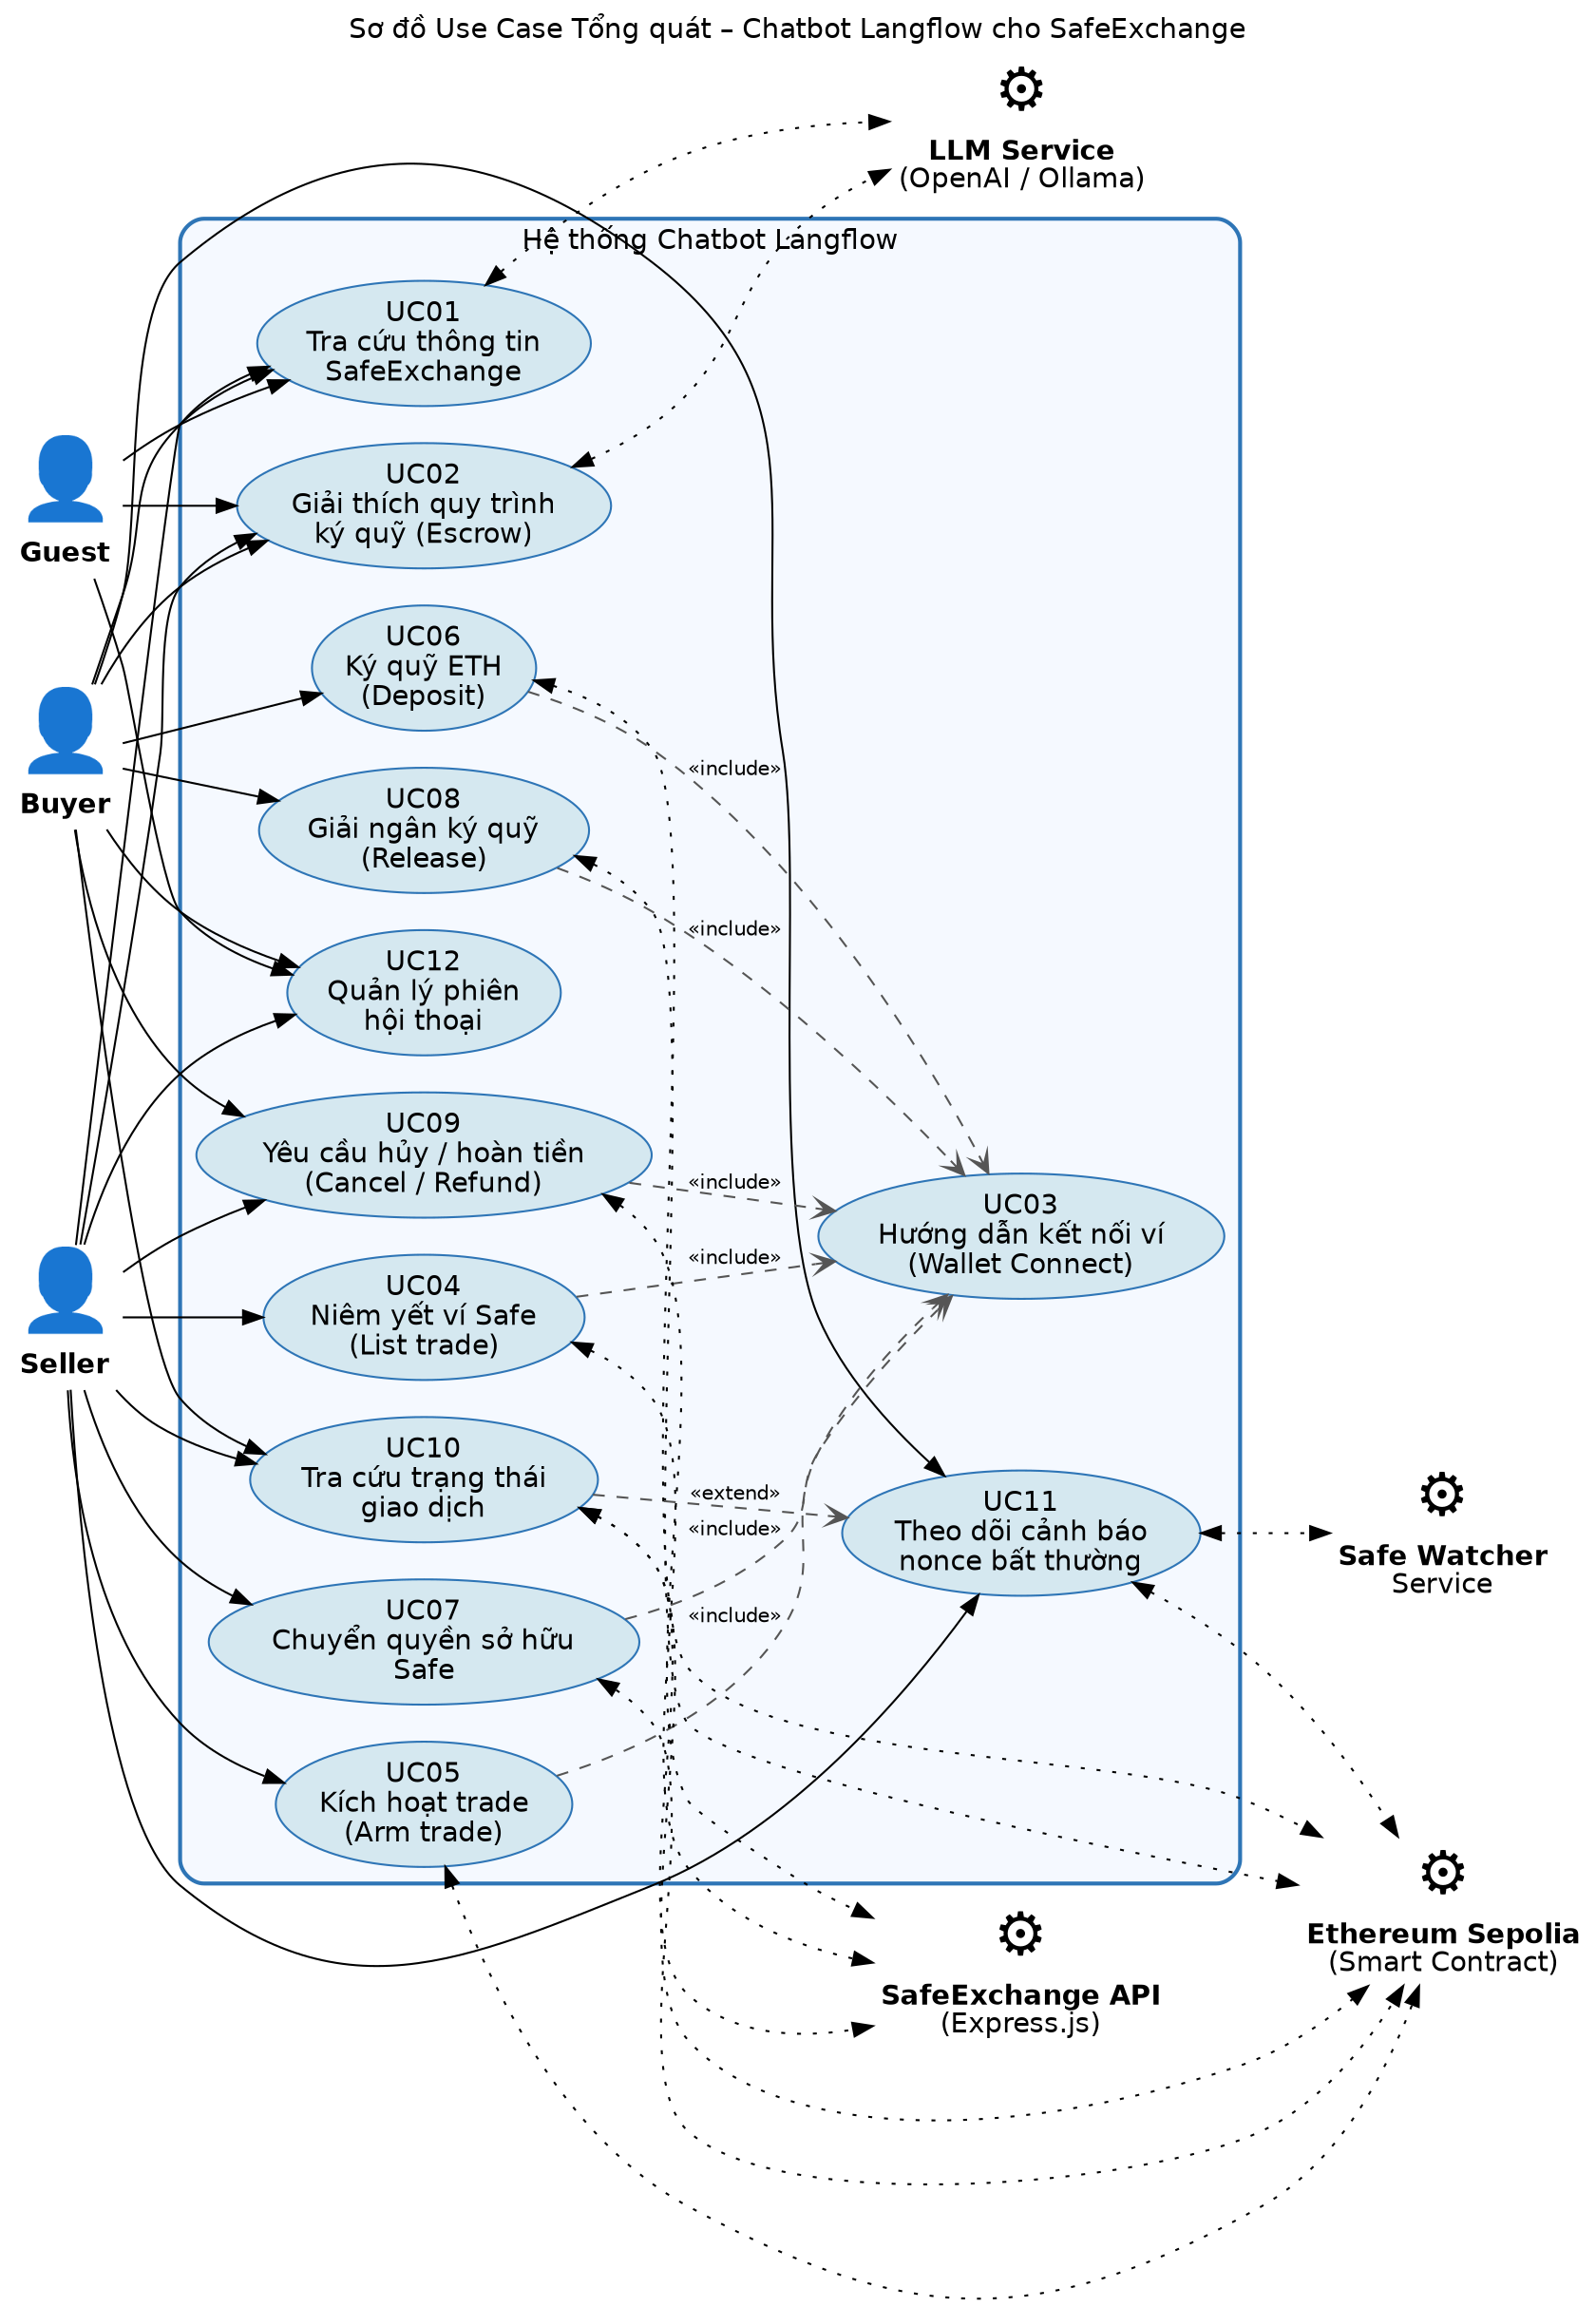 Sơ đồ Use Case Tổng quát – Chatbot Langflow cho SafeExchange
LLM Service
(OpenAI / Ollama)
Hệ thống Chatbot Langflow
UC01
Tra cứu thông tin
SafeExchange
UC02
Giải thích quy trình
ký quỹ (Escrow)
Guest
UC06
Ký quỹ ETH
(Deposit)
«include»
Buyer
UC08
Giải ngân ký quỹ
(Release)
«include»
UC12
Quản lý phiên
hội thoại
UC09
Yêu cầu hủy / hoàn tiền
(Cancel / Refund)
«include»
UC03
Hướng dẫn kết nối ví
(Wallet Connect)
«include»
UC04
Niêm yết ví Safe
(List trade)
Seller
UC10
Tra cứu trạng thái
giao dịch
«extend»
«include»
UC11
Theo dõi cảnh báo
nonce bất thường
Safe Watcher
Service
UC07
Chuyển quyền sở hữu
Safe
«include»
UC05
Kích hoạt trade
(Arm trade)
Ethereum Sepolia
(Smart Contract)
SafeExchange API
(Express.js)